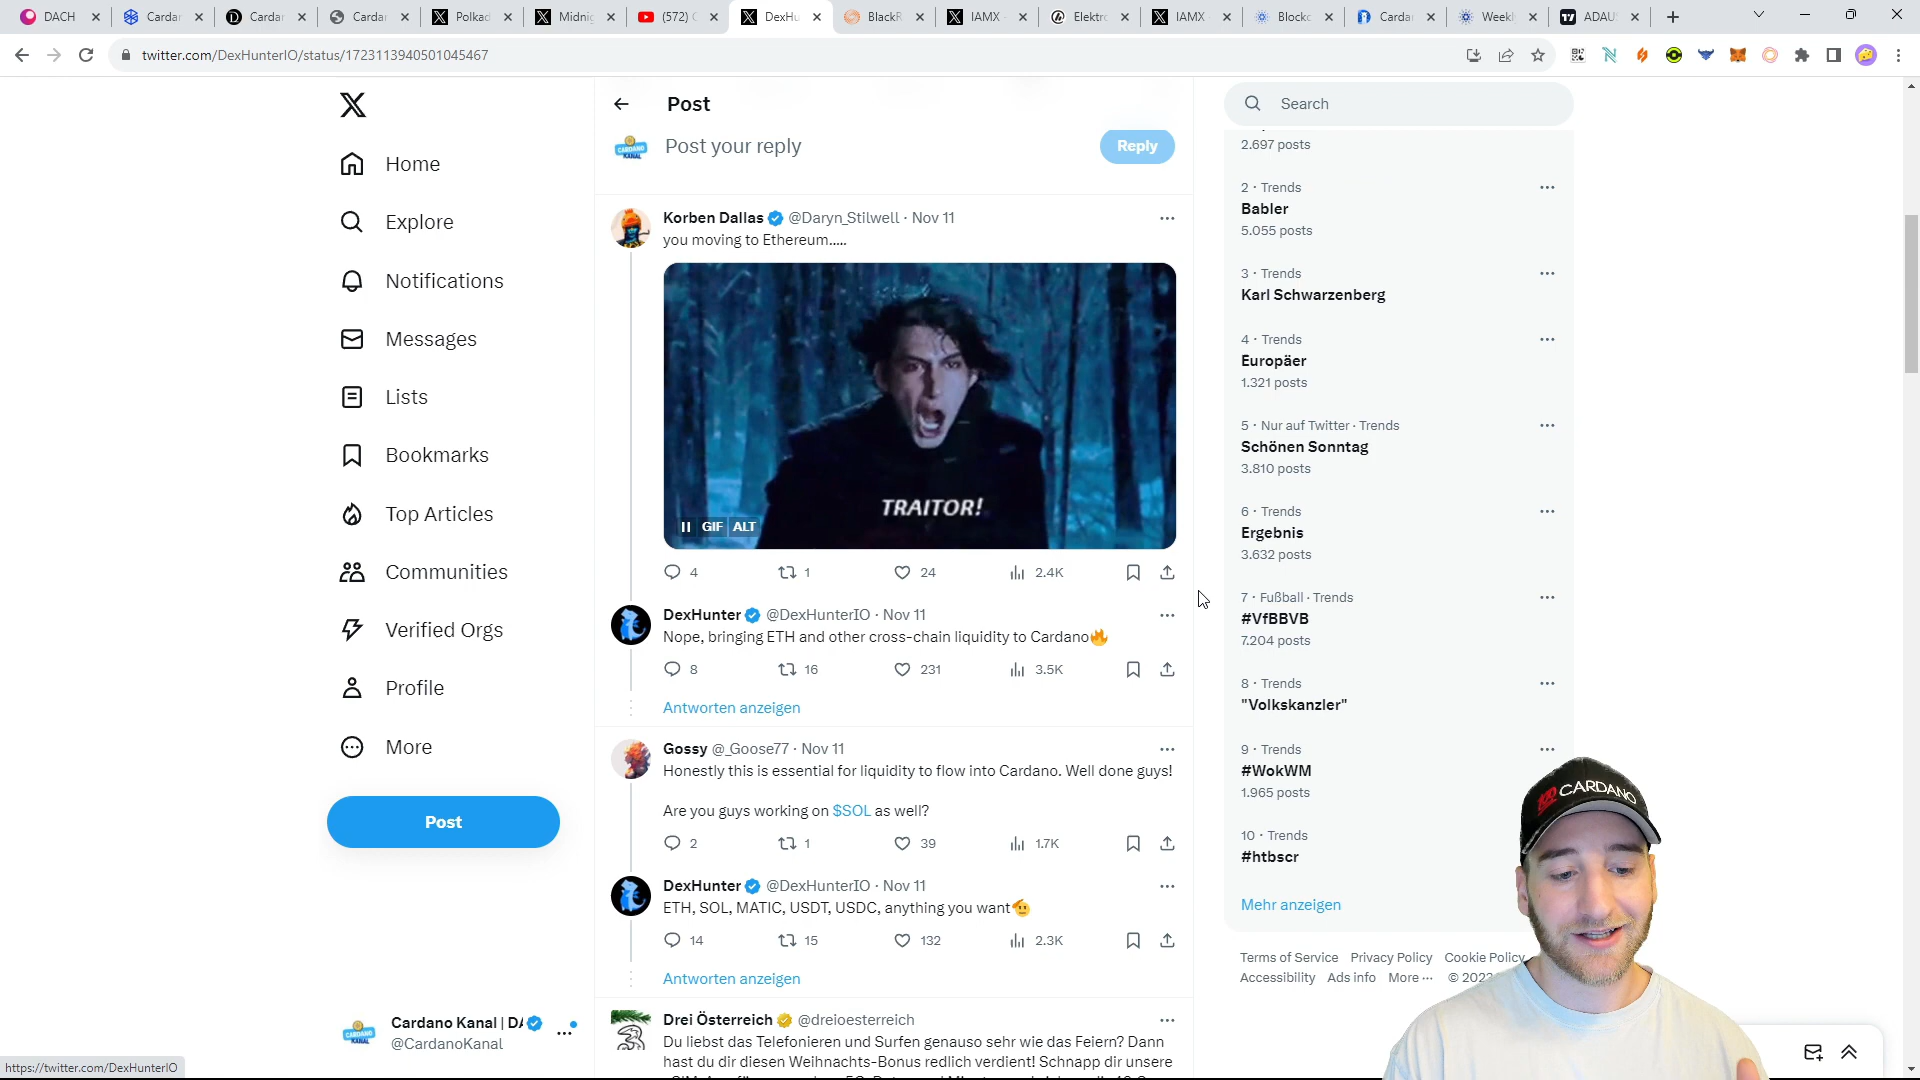 DACH
Cardar
Cardar
Cardar
Polkad
Midnig
(572) C
DexHu
BlackR
IAMX -
Elektro
IAMX -
Blockc
Cardar
Weekl
ADAU
twitter.com/DexHunterIO/status/1723113940501045467
Home
Explore
Notifications
Messages
Lists
Bookmarks
Top Articles
Communities
Verified Orgs
Profile
More
Post
Cardano Kanal | D
@CardanoKanal
https://twitter.com/DexHunterIO
Post
Post your reply
Reply
Korben Dallas @Daryn_Stilwell · Nov 11
you moving to Ethereum.....
TRAITOR!
GIF ALT
4 1 24 2.4K
DexHunter @DexHunterIO · Nov 11
Nope, bringing ETH and other cross-chain liquidity to Cardano🔥
8 16 231 3.5K
Antworten anzeigen
Gossy @_Goose77 · Nov 11
Honestly this is essential for liquidity to flow into Cardano. Well done guys!
Are you guys working on $SOL as well?
2 1 39 1.7K
DexHunter @DexHunterIO · Nov 11
ETH, SOL, MATIC, USDT, USDC, anything you want🫡
14 15 132 2.3K
Antworten anzeigen
Drei Österreich @dreioesterreich
Du liebst das Telefonieren und Surfen genauso sehr wie das Feiern? Dann
hast du dir diesen Weihnachts-Bonus redlich verdient! Schnapp dir unsere
Search
2.697 posts
2 · Trends
Babler
5.055 posts
3 · Trends
Karl Schwarzenberg
4 · Trends
Europäer
1.321 posts
5 · Nur auf Twitter · Trends
Schönen Sonntag
3.810 posts
6 · Trends
Ergebnis
3.632 posts
7 · Fußball · Trends
#VfBBVB
7.204 posts
8 · Trends
"Volkskanzler"
9 · Trends
#WokWM
1.965 posts
10 · Trends
#htbscr
Mehr anzeigen
Terms of Service Privacy Policy Cookie Policy
Accessibility Ads info More ··· © 202
CARDANO